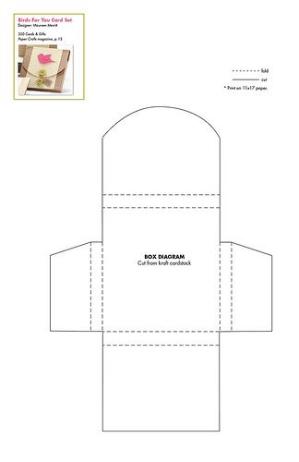 Birds For You Card Set
Designer: Maureen Merritt
350 Cards & Gifts
Paper Crafts magazine, p.15
fold
cut
* Print on 11x17 paper.
BOX DIAGRAM
Cut from kraft cardstock